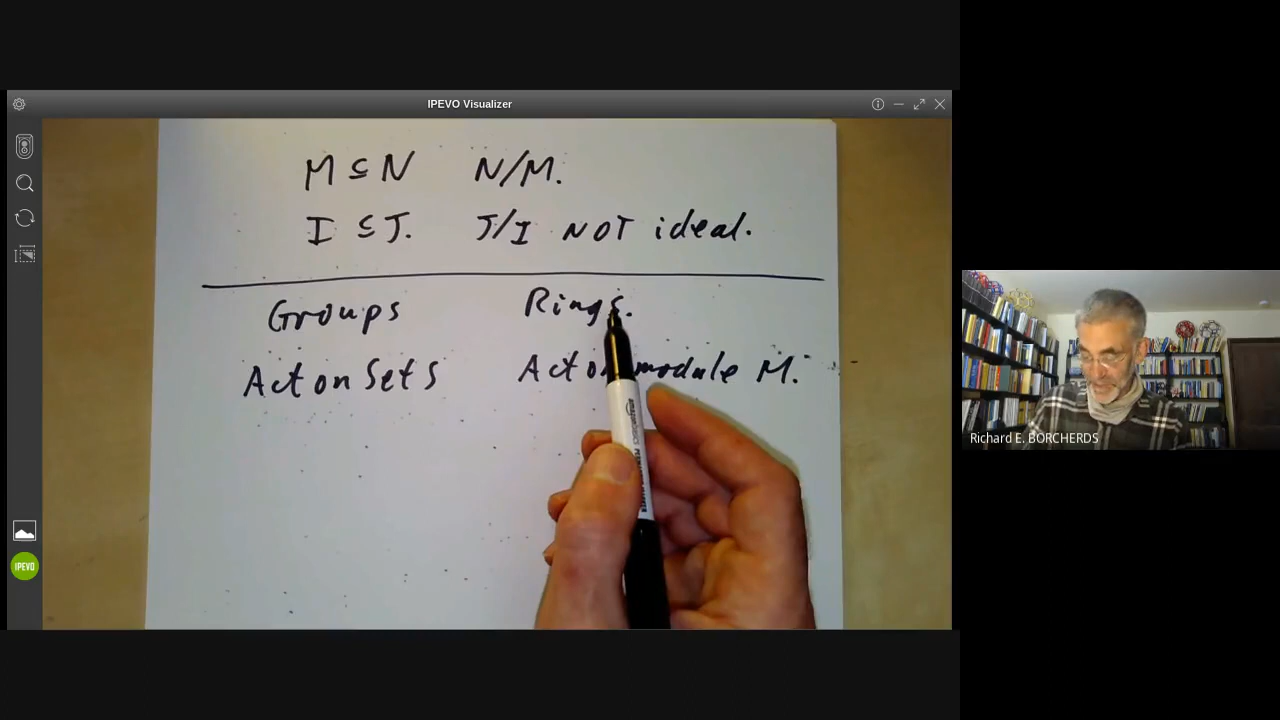 IPEVO Visualizer
M ⊆ N N/M.
I ⊆ J. J/I NOT ideal.
Groups Rings.
Act on Sets Act on module M.
IPEVO
Richard E. BORCHERDS